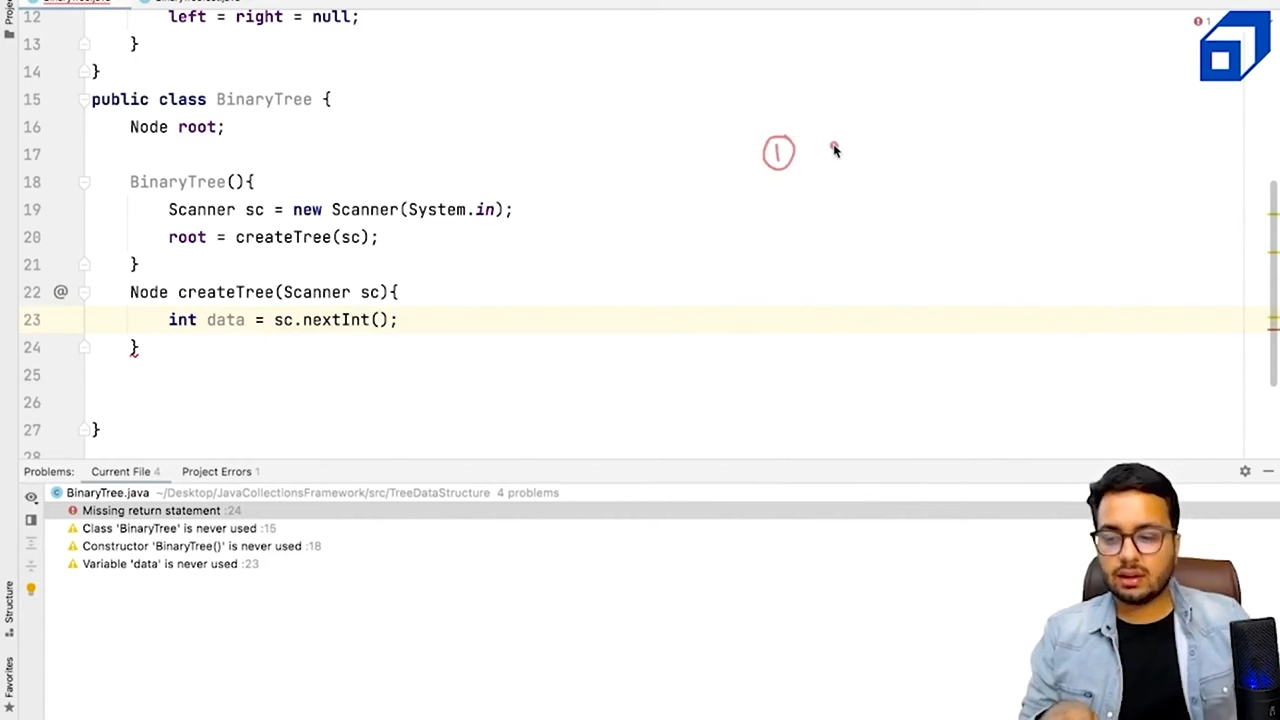 12 left = right = null;
13 }
14 }
15 public class BinaryTree {
16 Node root;
17
18 BinaryTree(){
19 Scanner sc = new Scanner(System.in);
20 root = createTree(sc);
21 }
22 @ Node createTree(Scanner sc){
23 int data = sc.nextInt();
24 }
25
26
27 }
28
1
1
Problems: Current File 4 Project Errors 1
BinaryTree.java ~/Desktop/JavaCollectionsFramework/src/TreeDataStructure 4 problems
Missing return statement :24
Class 'BinaryTree' is never used :15
Constructor 'BinaryTree()' is never used :18
Variable 'data' is never used :23
Structure
Favorites